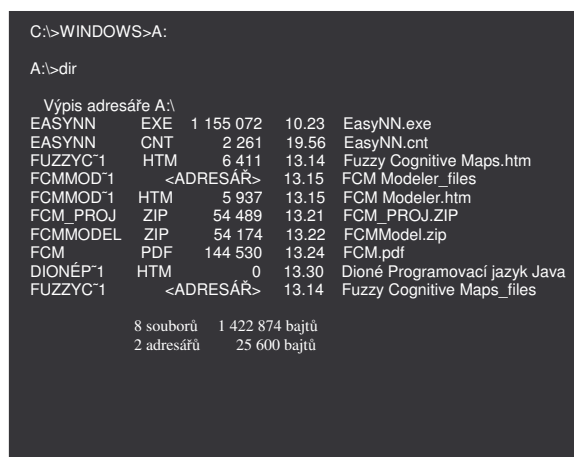 C:\>WINDOWS>A:
A:\>dir
Výpis adresáře A:\
EASYNN EXE 1 155 072 10.23 EasyNN.exe
EASYNN CNT 2 261 19.56 EasyNN.cnt
FUZZYC˜1 HTM 6 411 13.14 Fuzzy Cognitive Maps.htm
FCMMOD˜1 <ADRESÁŘ> 13.15 FCM Modeler_files
FCMMOD˜1 HTM 5 937 13.15 FCM Modeler.htm
FCM_PROJ ZIP 54 489 13.21 FCM_PROJ.ZIP
FCMMODEL ZIP 54 174 13.22 FCMModel.zip
FCM PDF 144 530 13.24 FCM.pdf
DIONÉP˜1 HTM 0 13.30 Dioné Programovací jazyk Java
FUZZYC˜1 <ADRESÁŘ> 13.14 Fuzzy Cognitive Maps_files
8 souborů 1 422 874 bajtů
2 adresářů 25 600 bajtů